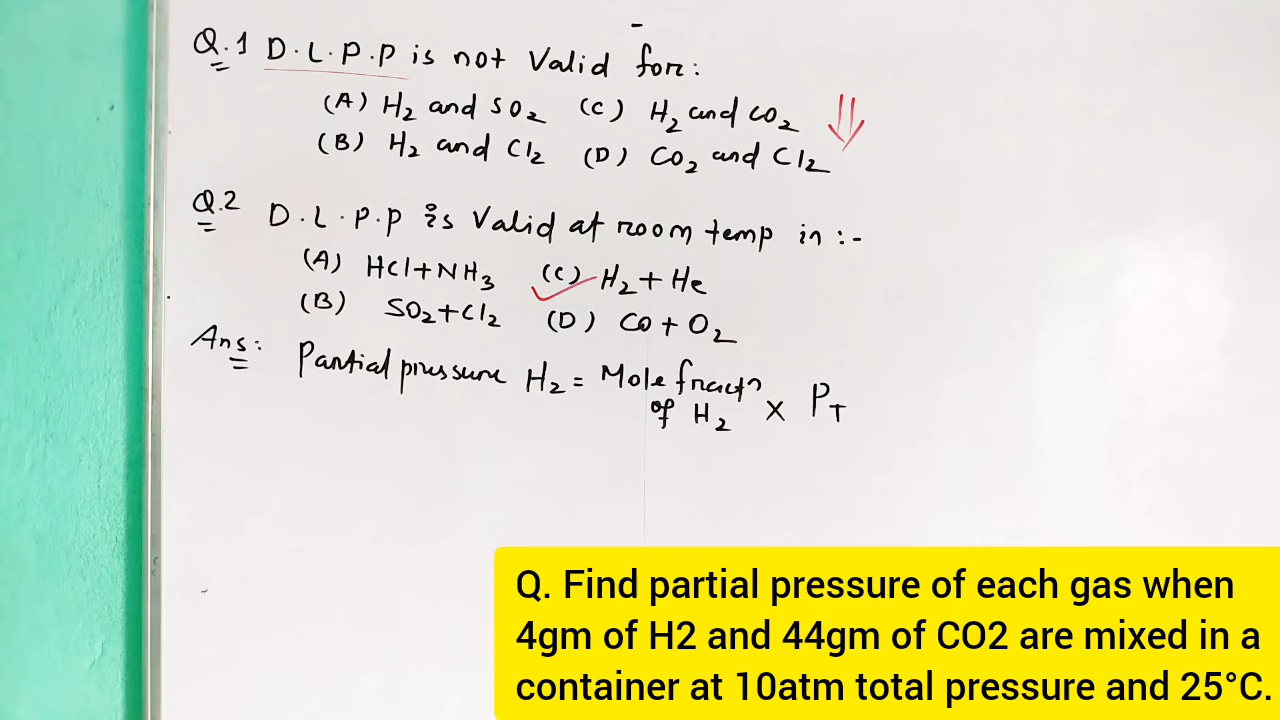 Q.1 D.L.P.P is not Valid for:
(A) H2 and SO2 (C) H2 and CO2
(B) H2 and Cl2 (D) CO2 and Cl2
Q.2 D.L.P.P is Valid at room temp in :-
(A) HCl+NH3 (C) H2+He
(B) SO2+Cl2 (D) CO+O2
Ans: Partial pressure H2 = Mole fractn
of H2 × PT
Q. Find partial pressure of each gas when
4gm of H2 and 44gm of CO2 are mixed in a
container at 10atm total pressure and 25°C.